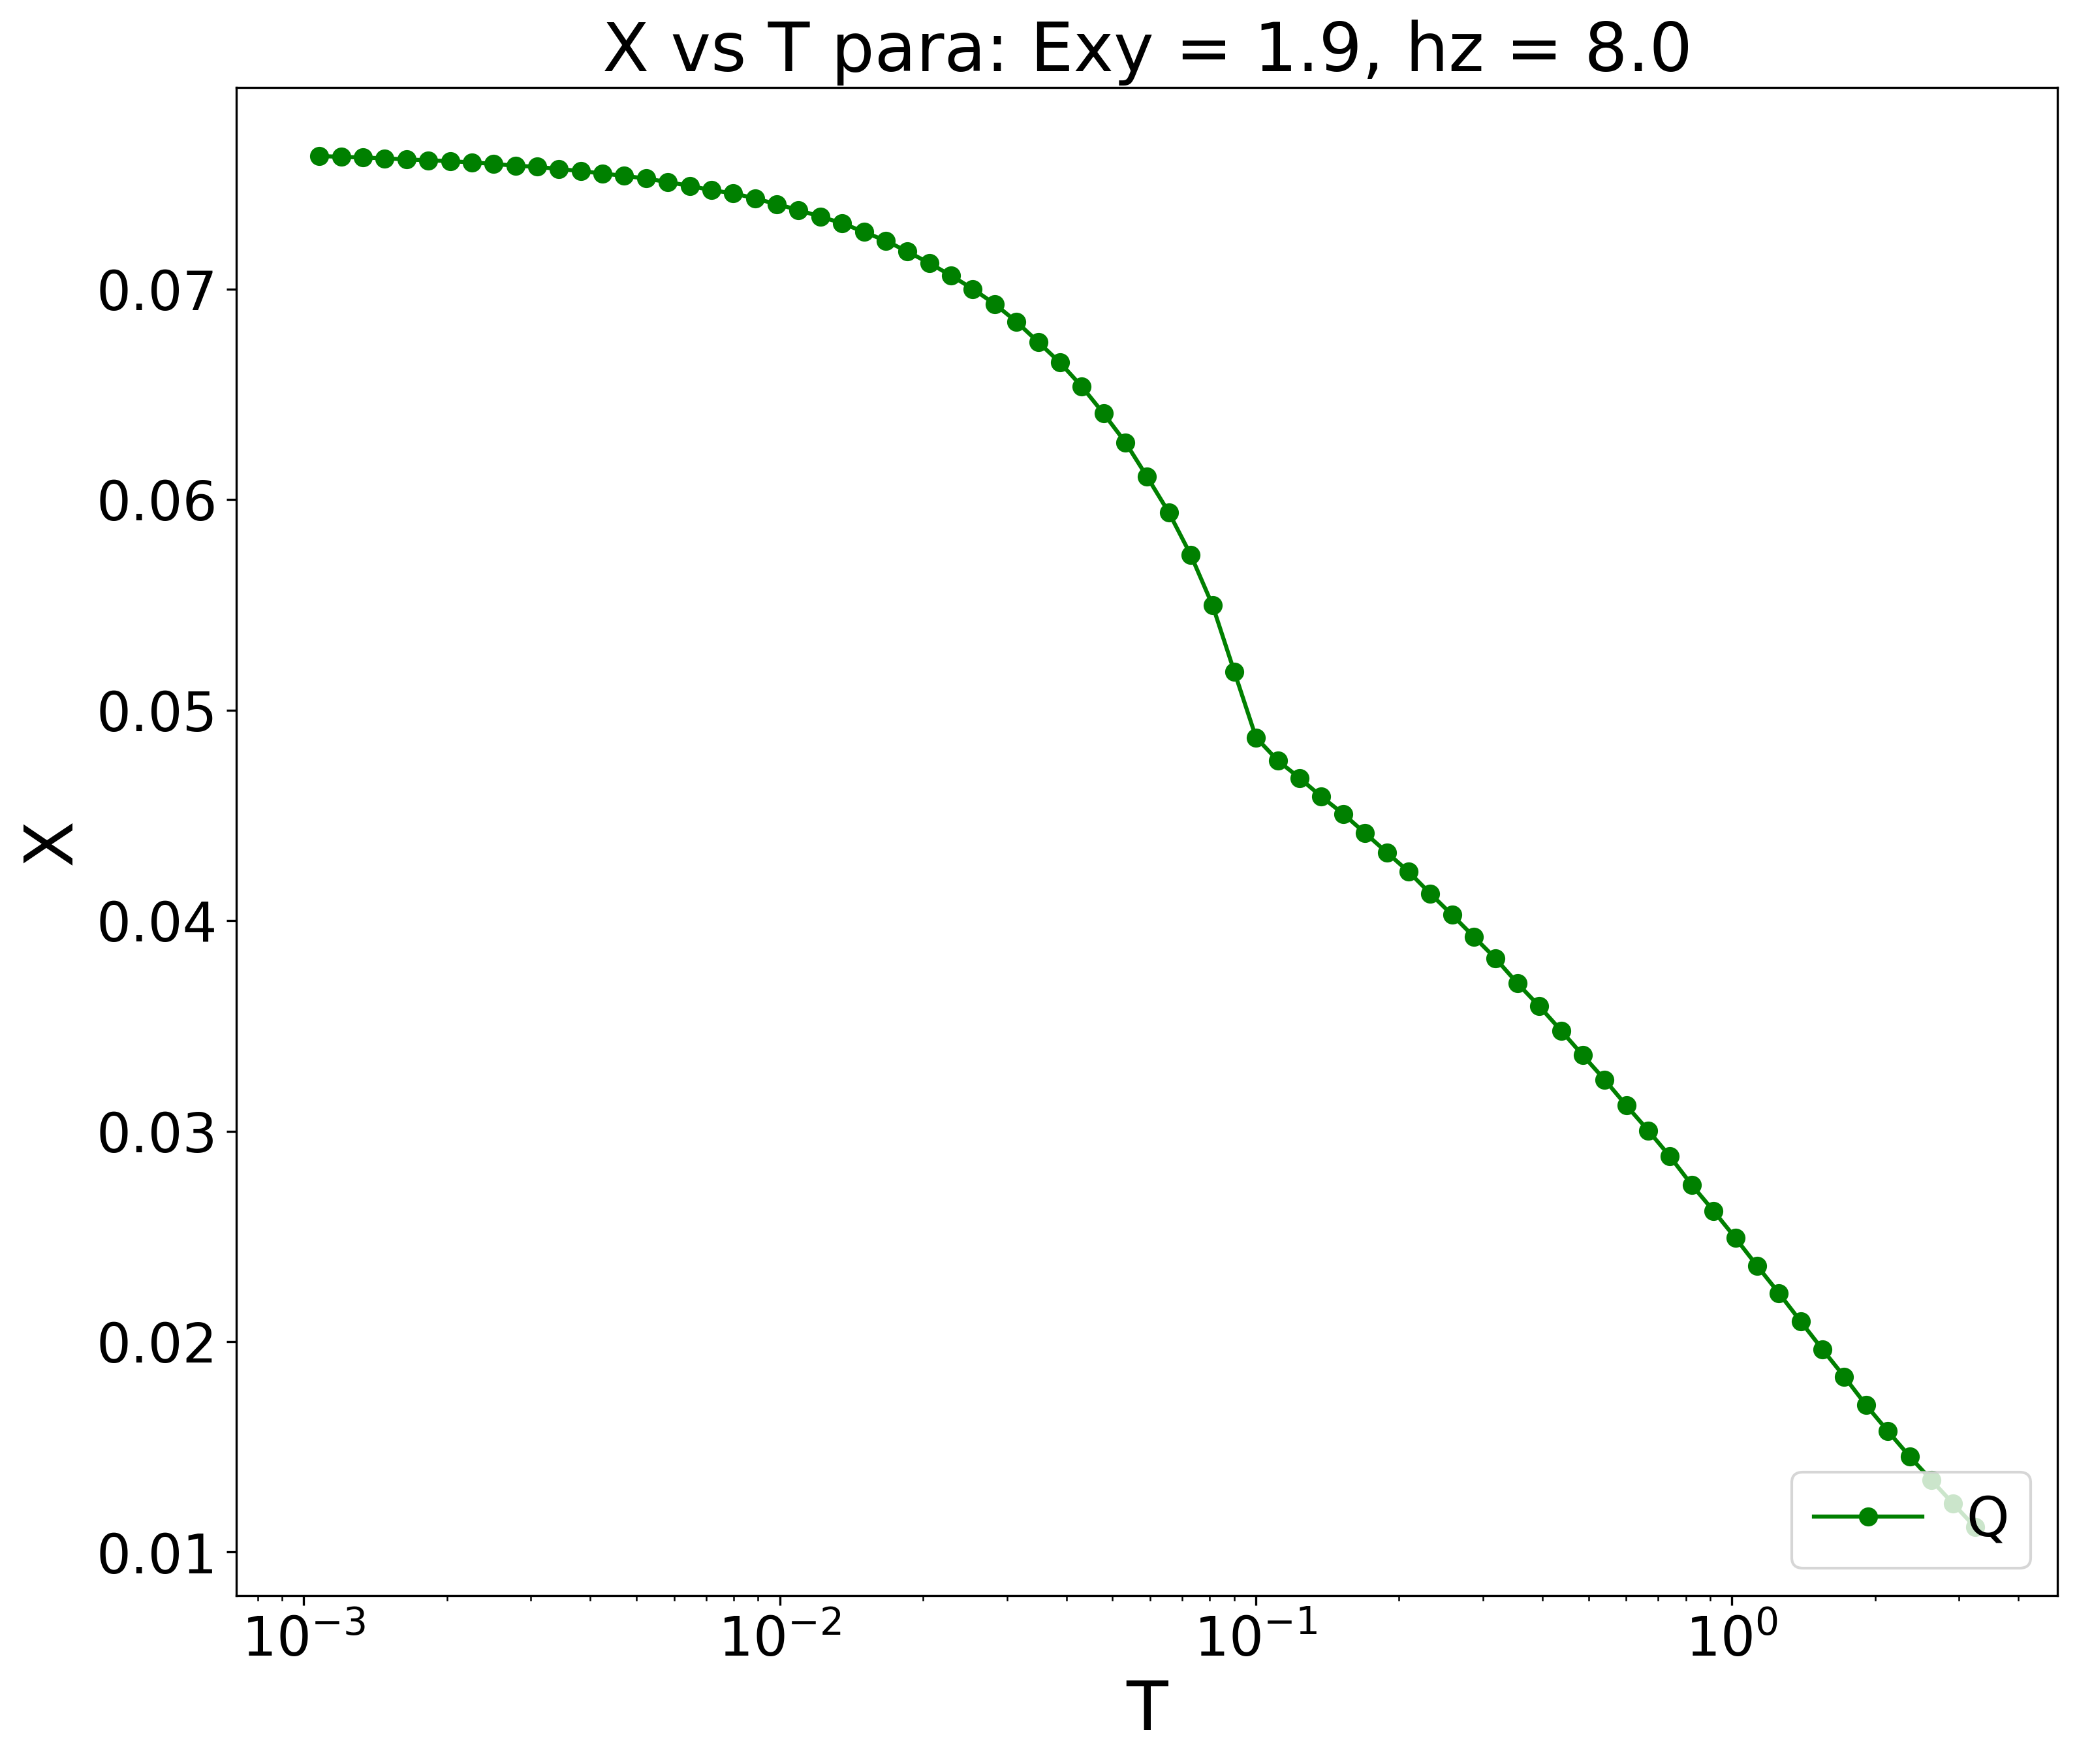 X vs T para: Exy = 1.9, hz = 8.0
X
0.07
0.06
0.05
0.04
0.03
0.02
0.01
Q
10⁻³ 10⁻² 10⁻¹ 10⁰
T